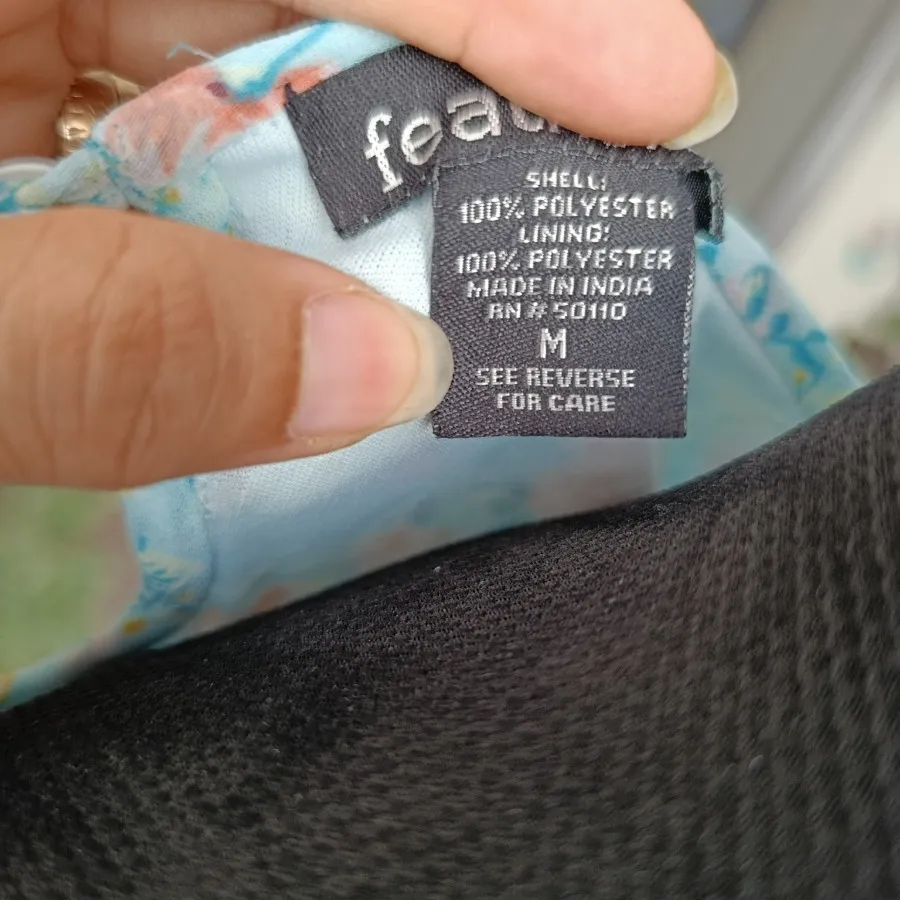 SHELL:
100% POLYESTER
LINING:
100% POLYESTER
MADE IN INDIA
RN # 50110
M
SEE REVERSE
FOR CARE